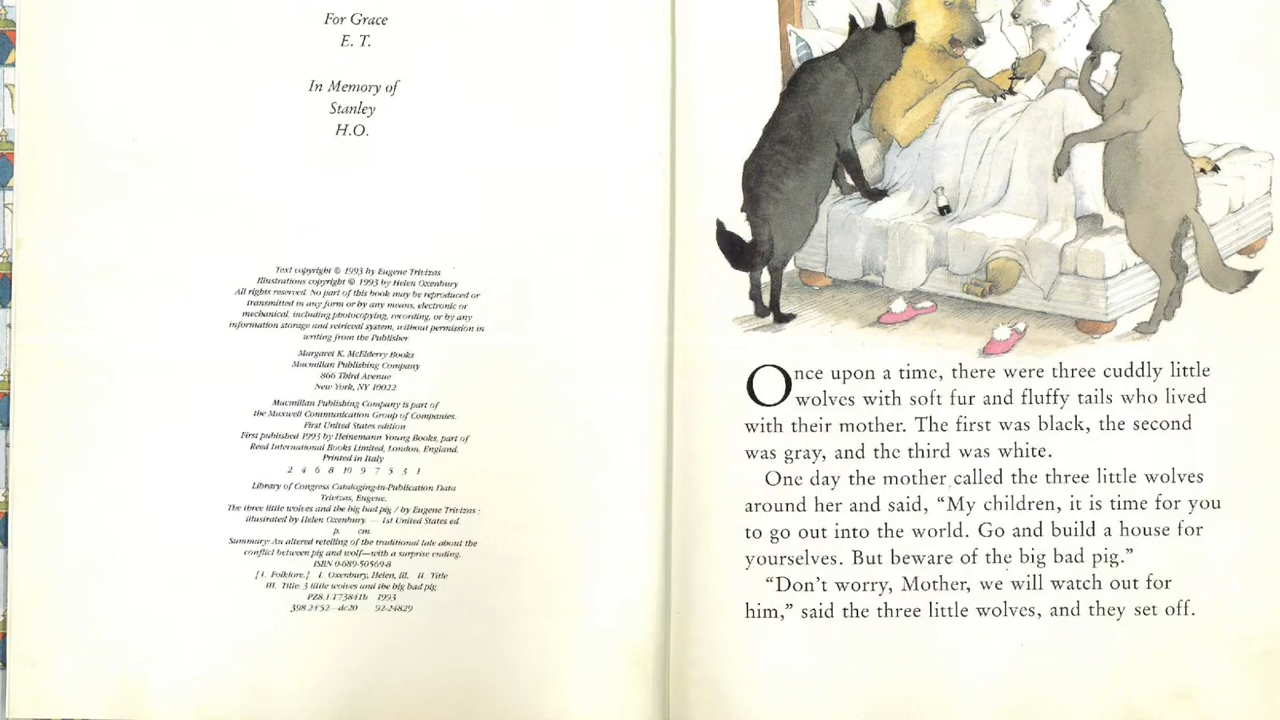 For Grace
E. T.
In Memory of
Stanley
H.O.
Text copyright © 1993 by Eugene Trivizas
Illustrations copyright © 1993 by Helen Oxenbury
All rights reserved. No part of this book may be reproduced or
transmitted in any form or by any means, electronic or
mechanical, including photocopying, recording, or by any
information storage and retrieval system, without permission in
writing from the Publisher.
Margaret K. McElderry Books
Macmillan Publishing Company
866 Third Avenue
New York, NY 10022
Macmillan Publishing Company is part of
the Maxwell Communication Group of Companies.
First United States edition
First published 1993 by Heinemann Young Books, part of
Reed International Books Limited, London, England.
Printed in Italy
2 4 6 8 10 9 7 5 3 1
Library of Congress Cataloging-in-Publication Data
Trivizas, Eugene.
The three little wolves and the big bad pig / by Eugene Trivizas ;
illustrated by Helen Oxenbury. — 1st United States ed.
p. cm.
Summary: An altered retelling of the traditional tale about the
conflict between pig and wolf—with a surprise ending.
ISBN 0-689-50569-8
[1. Folklore.] I. Oxenbury, Helen, ill. II. Title
III. Title: 3 little wolves and the big bad pig.
PZ8.1.T7384Th 1993
398.24'52—dc20 92-24829
Once upon a time, there were three cuddly little
wolves with soft fur and fluffy tails who lived
with their mother. The first was black, the second
was gray, and the third was white.
One day the mother called the three little wolves
around her and said, “My children, it is time for you
to go out into the world. Go and build a house for
yourselves. But beware of the big bad pig.”
“Don’t worry, Mother, we will watch out for
him,” said the three little wolves, and they set off.